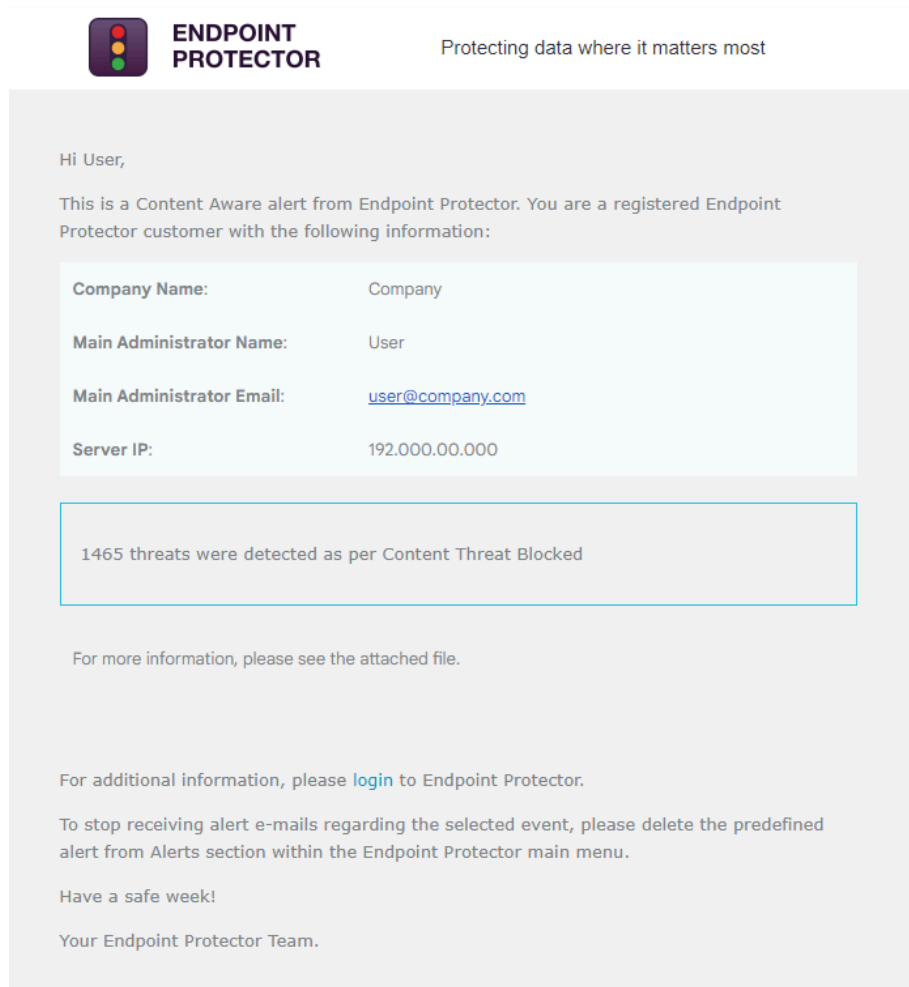 ENDPOINT
PROTECTOR
Protecting data where it matters most
Hi User,
This is a Content Aware alert from Endpoint Protector. You are a registered Endpoint
Protector customer with the following information:
Company Name: Company
Main Administrator Name: User
Main Administrator Email: user@company.com
Server IP: 192.000.00.000
1465 threats were detected as per Content Threat Blocked
For more information, please see the attached file.
For additional information, please login to Endpoint Protector.
To stop receiving alert e-mails regarding the selected event, please delete the predefined
alert from Alerts section within the Endpoint Protector main menu.
Have a safe week!
Your Endpoint Protector Team.